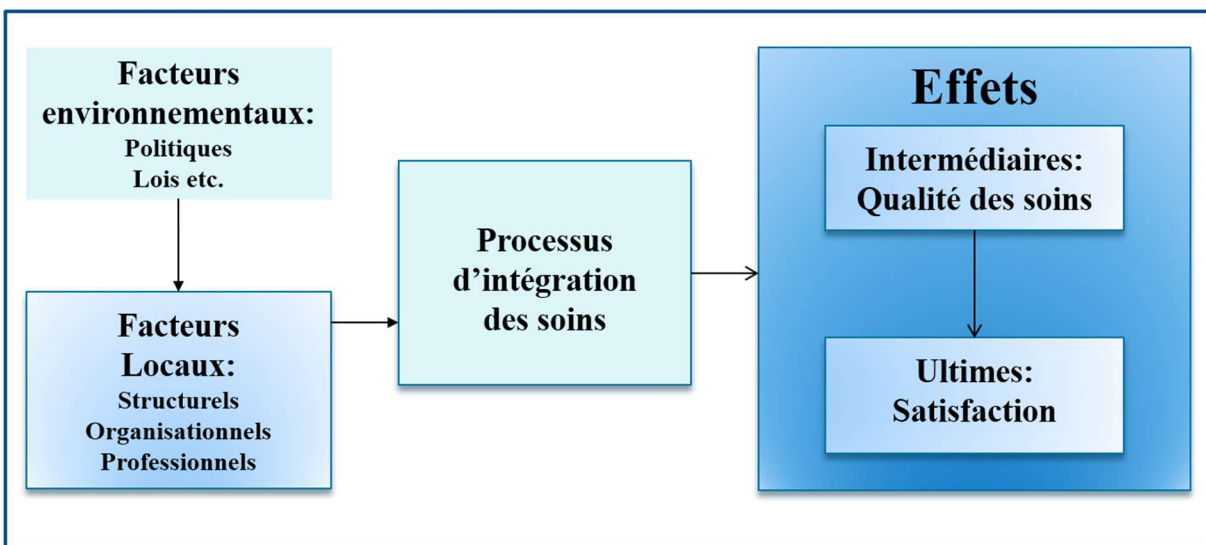 Facteurs
environnementaux:
Politiques
Lois etc.
Facteurs
Locaux:
Structurels
Organisationnels
Professionnels
Processus
d’intégration
des soins
Effets
Intermédiaires:
Qualité des soins
Ultimes:
Satisfaction